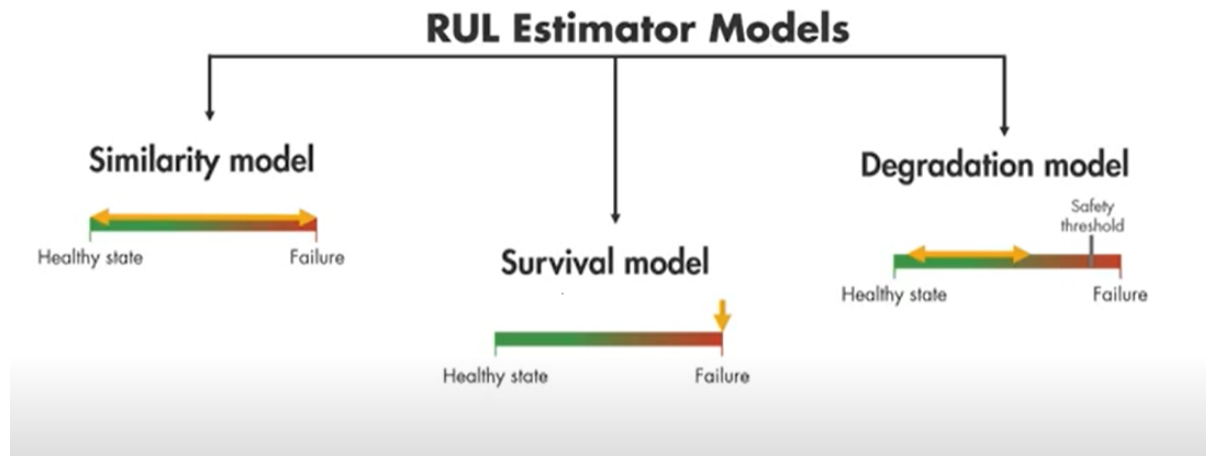 RUL Estimator Models
Similarity model
Healthy state
Failure
Survival model
Healthy state
Failure
Degradation model
Safety
threshold
Healthy state
Failure